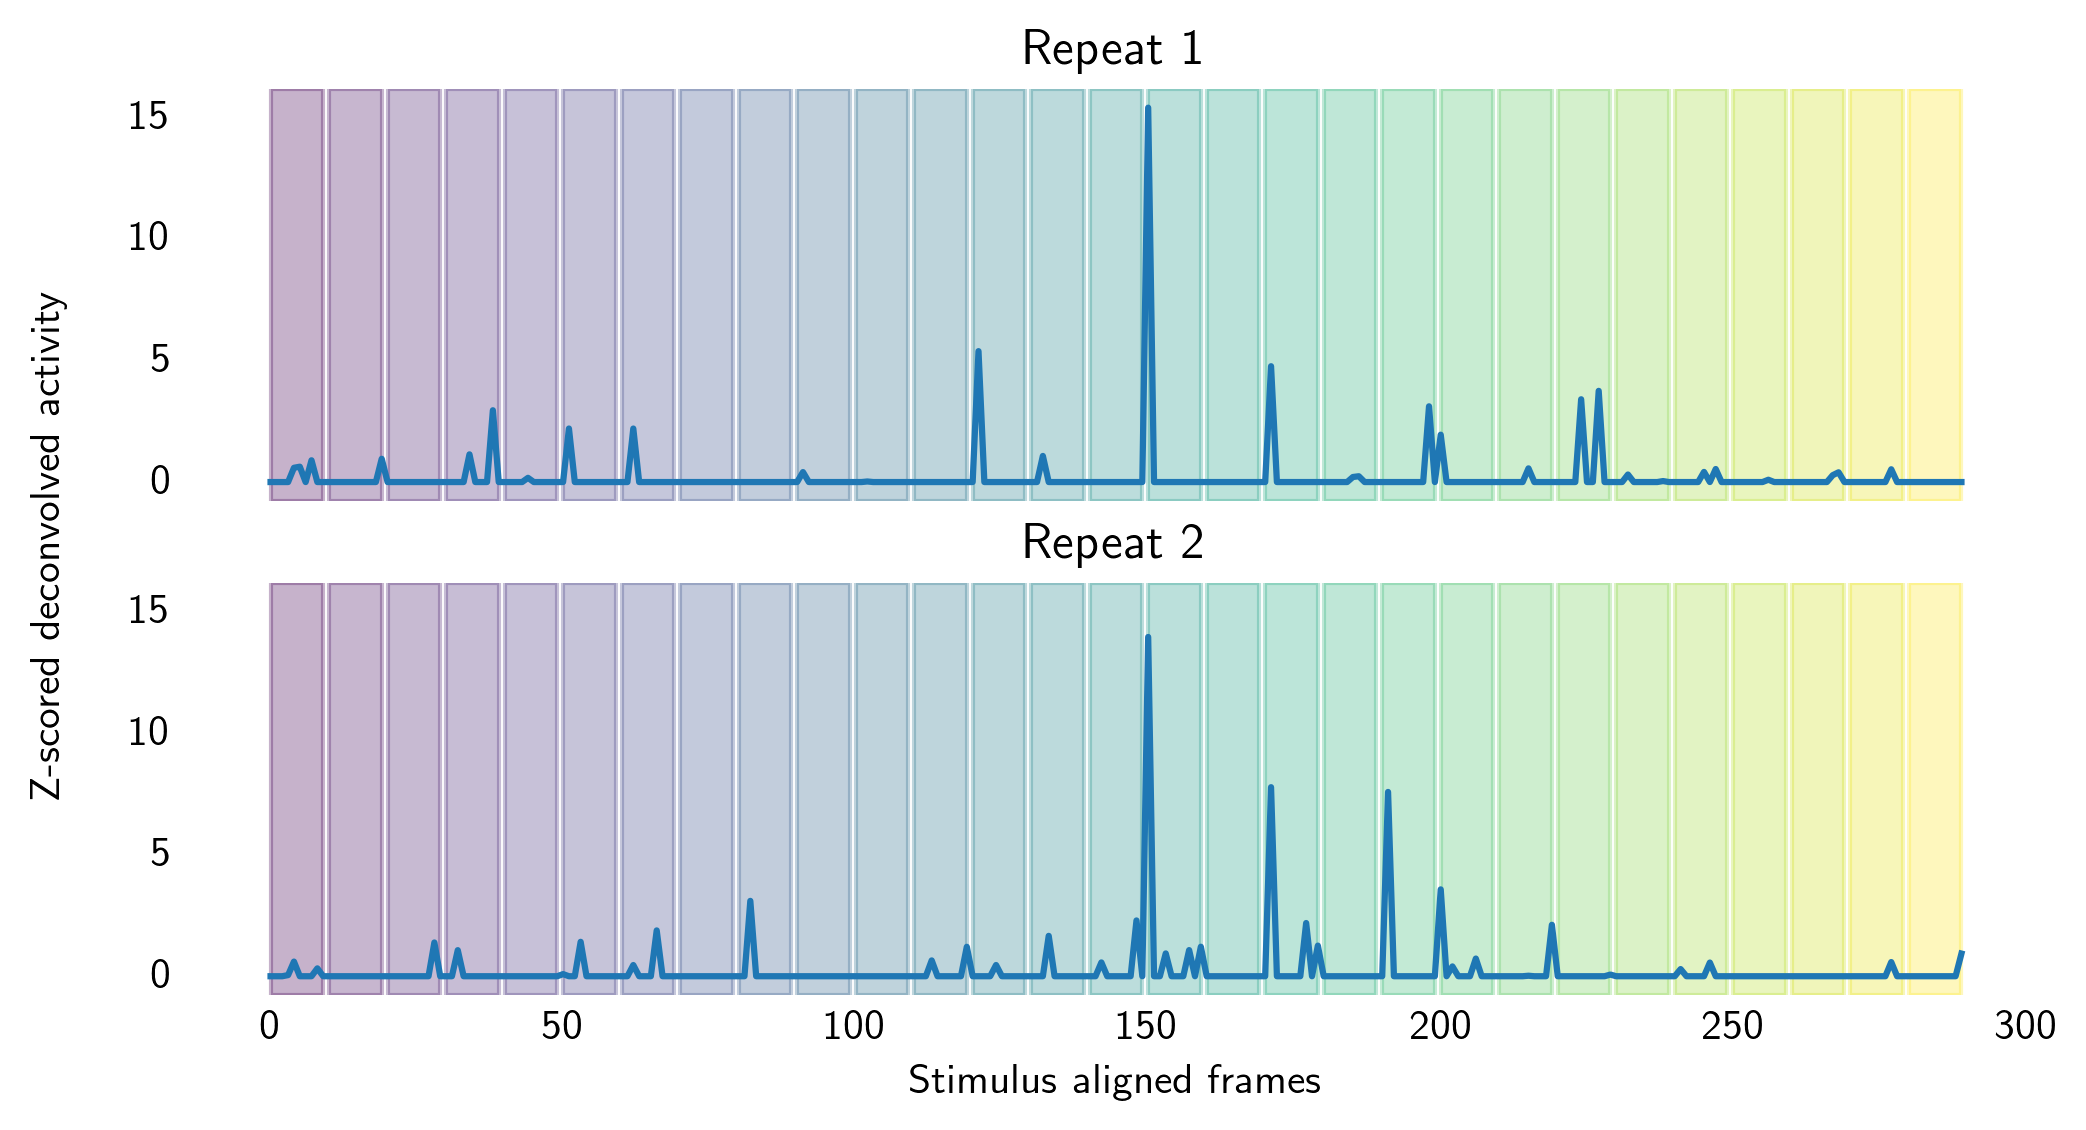 Repeat 1
15
10
5
0
Z-scored deconvolved activity
Repeat 2
15
10
5
0
0 50 100 150 200 250 300
Stimulus aligned frames